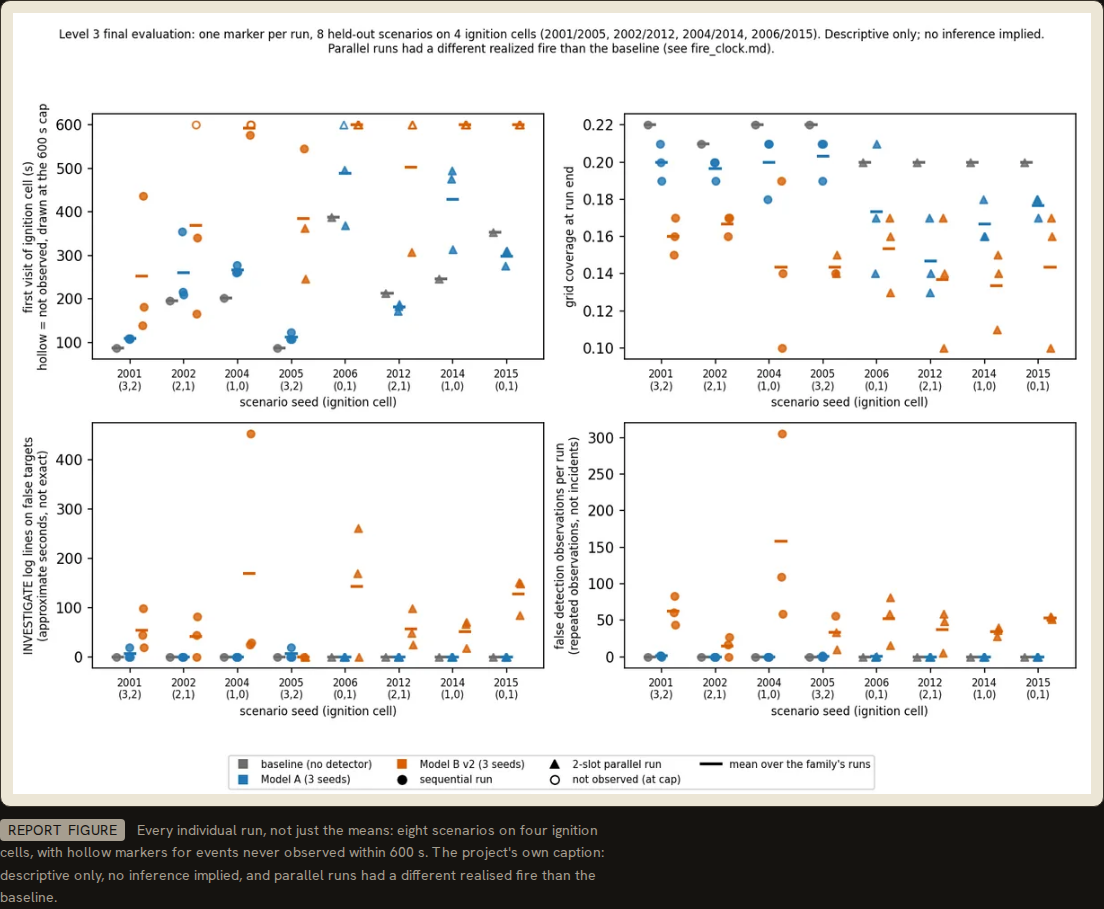 Level 3 final evaluation: one marker per run, 8 held-out scenarios on 4 ignition cells (2001/2005, 2002/2012, 2004/2014, 2006/2015). Descriptive only; no inference implied.
Parallel runs had a different realized fire than the baseline (see fire_clock.md).
first visit of ignition cell (s)
hollow = not observed, drawn at the 600 s cap
600
500
400
300
200
100
2001 2002 2004 2005 2006 2012 2014 2015
(3,2) (2,1) (1,0) (3,2) (0,1) (2,1) (1,0) (0,1)
scenario seed (ignition cell)
grid coverage at run end
0.22
0.20
0.18
0.16
0.14
0.12
0.10
2001 2002 2004 2005 2006 2012 2014 2015
(3,2) (2,1) (1,0) (3,2) (0,1) (2,1) (1,0) (0,1)
scenario seed (ignition cell)
INVESTIGATE log lines on false targets
(approximate seconds, not exact)
400
300
200
100
0
2001 2002 2004 2005 2006 2012 2014 2015
(3,2) (2,1) (1,0) (3,2) (0,1) (2,1) (1,0) (0,1)
scenario seed (ignition cell)
false detection observations per run
(repeated observations, not incidents)
300
250
200
150
100
50
0
2001 2002 2004 2005 2006 2012 2014 2015
(3,2) (2,1) (1,0) (3,2) (0,1) (2,1) (1,0) (0,1)
scenario seed (ignition cell)
baseline (no detector) Model B v2 (3 seeds) 2-slot parallel run mean over the family's runs
Model A (3 seeds) sequential run not observed (at cap)
REPORT FIGURE Every individual run, not just the means: eight scenarios on four ignition
cells, with hollow markers for events never observed within 600 s. The project's own caption:
descriptive only, no inference implied, and parallel runs had a different realised fire than the
baseline.